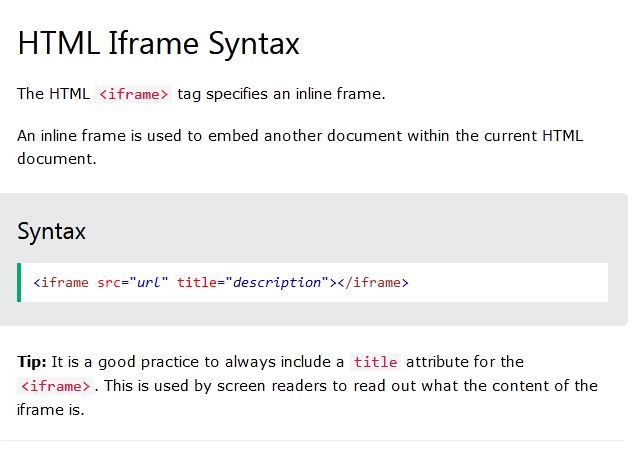 HTML Iframe Syntax
The HTML <iframe> tag specifies an inline frame.
An inline frame is used to embed another document within the current HTML
document.
Syntax
<iframe src="url" title="description"></iframe>
Tip: It is a good practice to always include a title attribute for the
<iframe>. This is used by screen readers to read out what the content of the
iframe is.